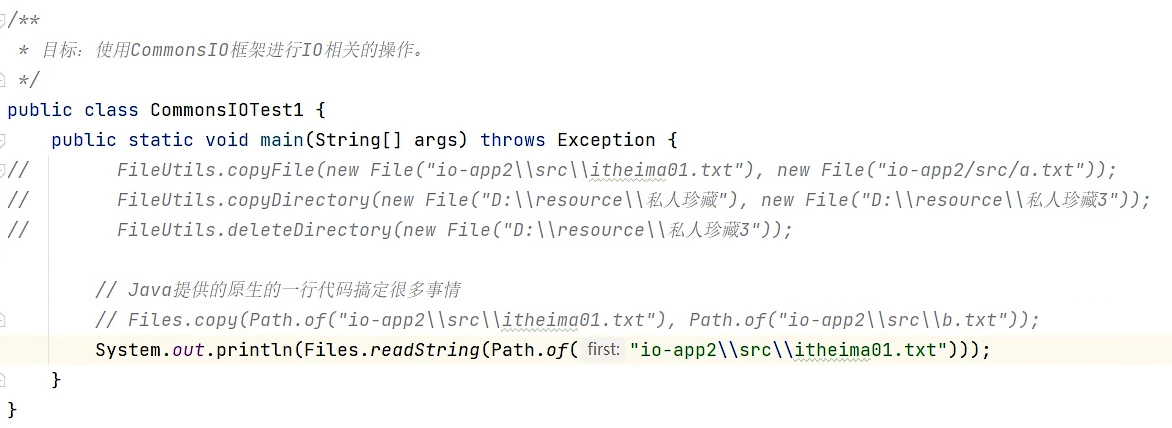 /**
 * 目标：使用CommonsIO框架进行IO相关的操作。
 */
public class CommonsIOTest1 {
    public static void main(String[] args) throws Exception {
//        FileUtils.copyFile(new File("io-app2\\src\\itheima01.txt"), new File("io-app2/src/a.txt"));
//        FileUtils.copyDirectory(new File("D:\\resource\\私人珍藏"), new File("D:\\resource\\私人珍藏3"));
//        FileUtils.deleteDirectory(new File("D:\\resource\\私人珍藏3"));
        // Java提供的原生的一行代码搞定很多事情
        // Files.copy(Path.of("io-app2\\src\\itheima01.txt"), Path.of("io-app2\\src\\b.txt"));
        System.out.println(Files.readString(Path.of( first: "io-app2\\src\\itheima01.txt")));
    }
}